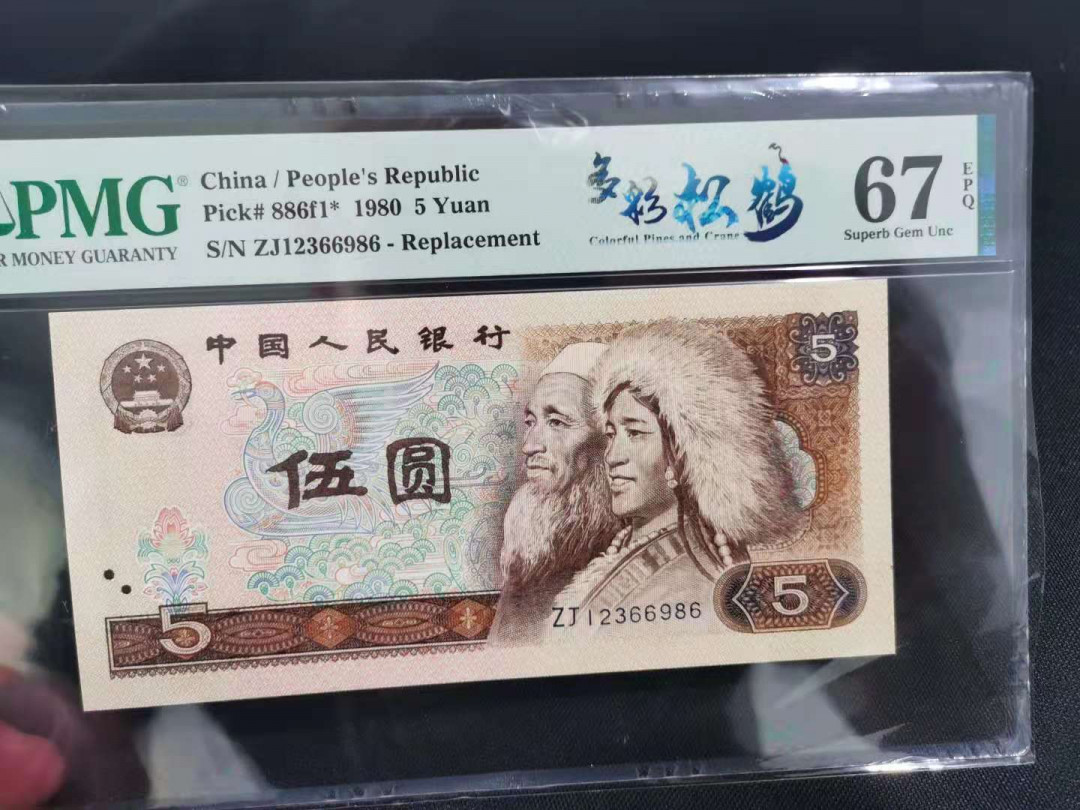 PMG®
R MONEY GUARANTY
China / People's Republic
Pick# 886f1* 1980 5 Yuan
S/N ZJ12366986 - Replacement
多彩松鹤
Colorful Pines and Crane
67
EPQ
Superb Gem Unc
中国人民银行
5
伍圆
5
ZJ12366986
5